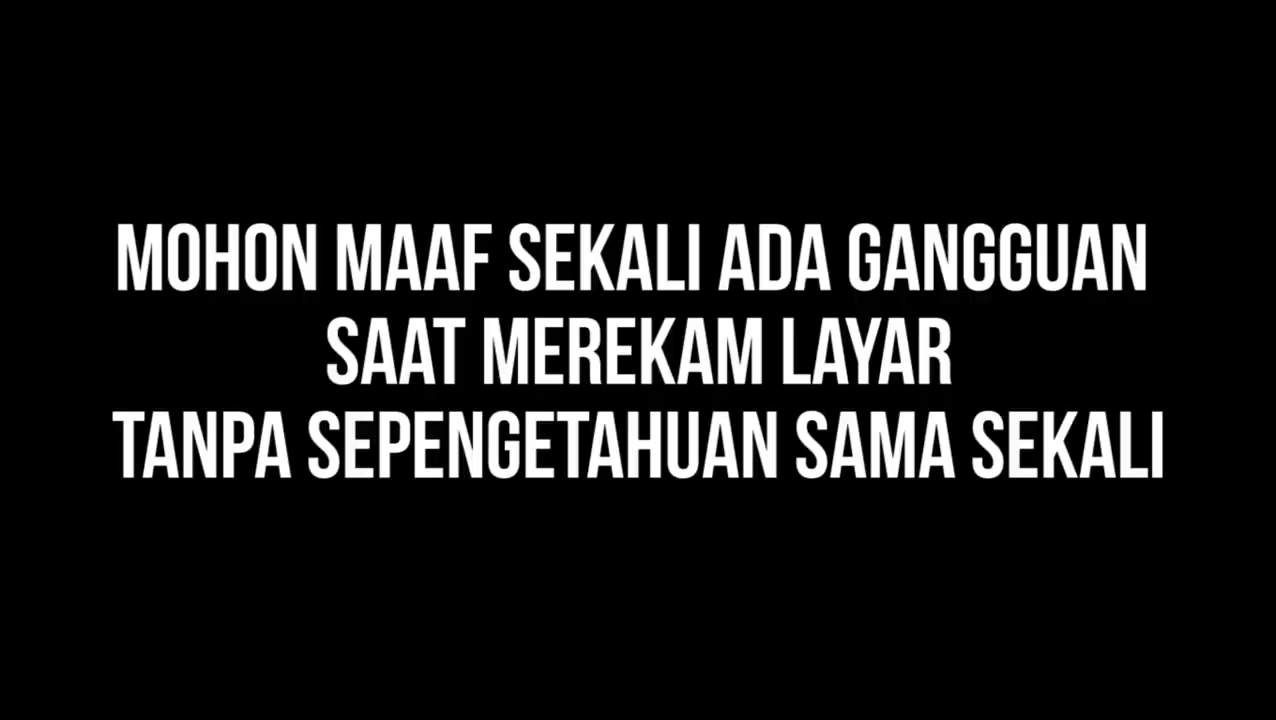 MOHON MAAF SEKALI ADA GANGGUAN
SAAT MEREKAM LAYAR
TANPA SEPENGETAHUAN SAMA SEKALI